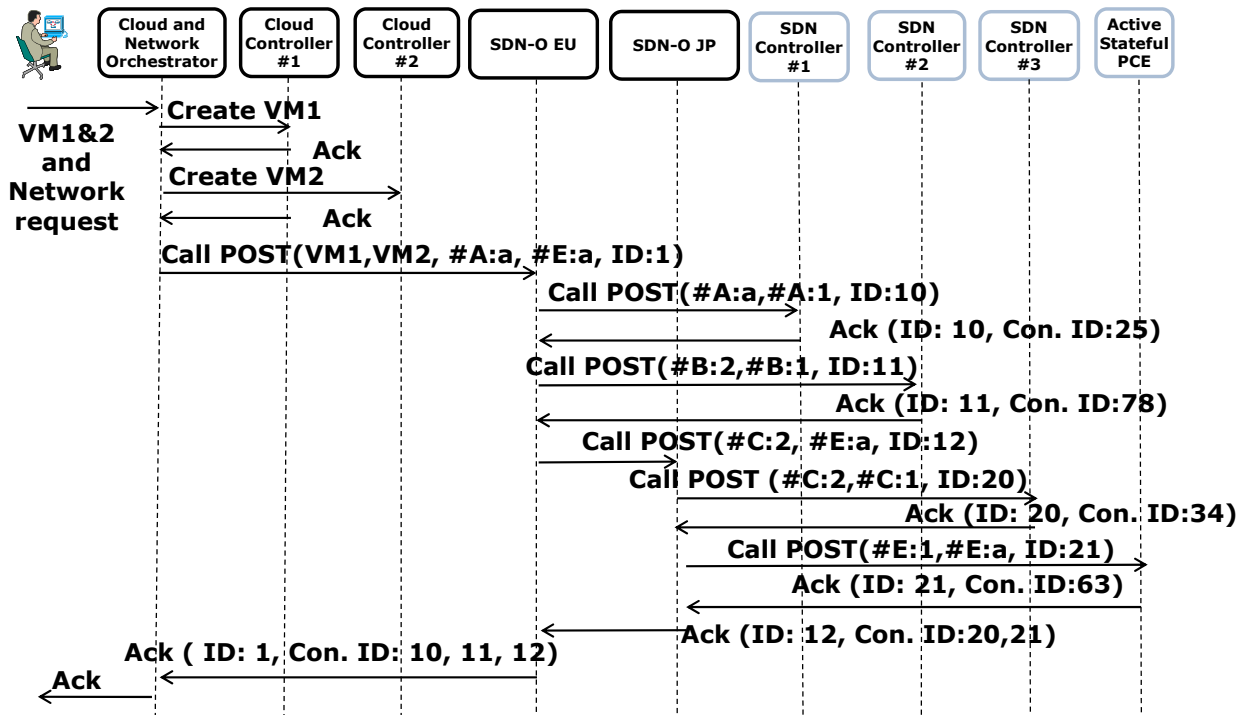 Cloud and
Network
Orchestrator
Cloud
Controller
#1
Cloud
Controller
#2
SDN-O EU
SDN-O JP
SDN
Controller
#1
SDN
Controller
#2
SDN
Controller
#3
Active
Stateful
PCE
VM1&2
and
Network
request
Create VM1
Ack
Create VM2
Ack
Call POST(VM1,VM2, #A:a, #E:a, ID:1)
Call POST(#A:a,#A:1, ID:10)
Ack (ID: 10, Con. ID:25)
Call POST(#B:2,#B:1, ID:11)
Ack (ID: 11, Con. ID:78)
Call POST(#C:2, #E:a, ID:12)
Call POST (#C:2,#C:1, ID:20)
Ack (ID: 20, Con. ID:34)
Call POST(#E:1,#E:a, ID:21)
Ack (ID: 21, Con. ID:63)
Ack (ID: 12, Con. ID:20,21)
Ack ( ID: 1, Con. ID: 10, 11, 12)
Ack